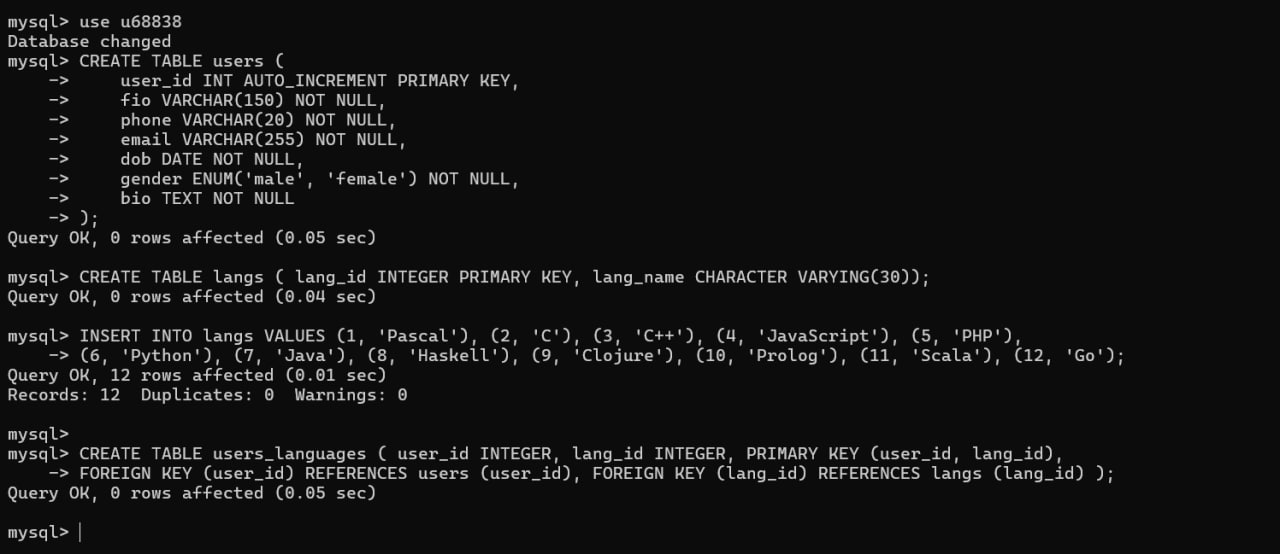 mysql> use u68838
Database changed
mysql> CREATE TABLE users (
    ->     user_id INT AUTO_INCREMENT PRIMARY KEY,
    ->     fio VARCHAR(150) NOT NULL,
    ->     phone VARCHAR(20) NOT NULL,
    ->     email VARCHAR(255) NOT NULL,
    ->     dob DATE NOT NULL,
    ->     gender ENUM('male', 'female') NOT NULL,
    ->     bio TEXT NOT NULL
    -> );
Query OK, 0 rows affected (0.05 sec)

mysql> CREATE TABLE langs ( lang_id INTEGER PRIMARY KEY, lang_name CHARACTER VARYING(30));
Query OK, 0 rows affected (0.04 sec)

mysql> INSERT INTO langs VALUES (1, 'Pascal'), (2, 'C'), (3, 'C++'), (4, 'JavaScript'), (5, 'PHP'),
    -> (6, 'Python'), (7, 'Java'), (8, 'Haskell'), (9, 'Clojure'), (10, 'Prolog'), (11, 'Scala'), (12, 'Go');
Query OK, 12 rows affected (0.01 sec)
Records: 12  Duplicates: 0  Warnings: 0

mysql>
mysql> CREATE TABLE users_languages ( user_id INTEGER, lang_id INTEGER, PRIMARY KEY (user_id, lang_id),
    -> FOREIGN KEY (user_id) REFERENCES users (user_id), FOREIGN KEY (lang_id) REFERENCES langs (lang_id) );
Query OK, 0 rows affected (0.05 sec)

mysql>